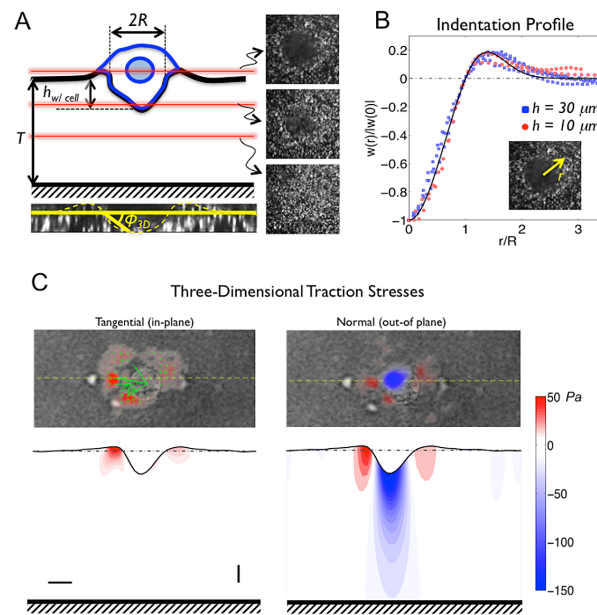 A
2R
h w/ cell
T
ϕ3D
B
Indentation Profile
w(r)/|w(0)|
0.2
0
-0.2
-0.4
-0.6
-0.8
-1
h = 30 μm
h = 10 μm
r
0
1
2
3
r/R
C
Three-Dimensional Traction Stresses
Tangential (in-plane)
Normal (out-of plane)
50 Pa
0
-50
-100
-150